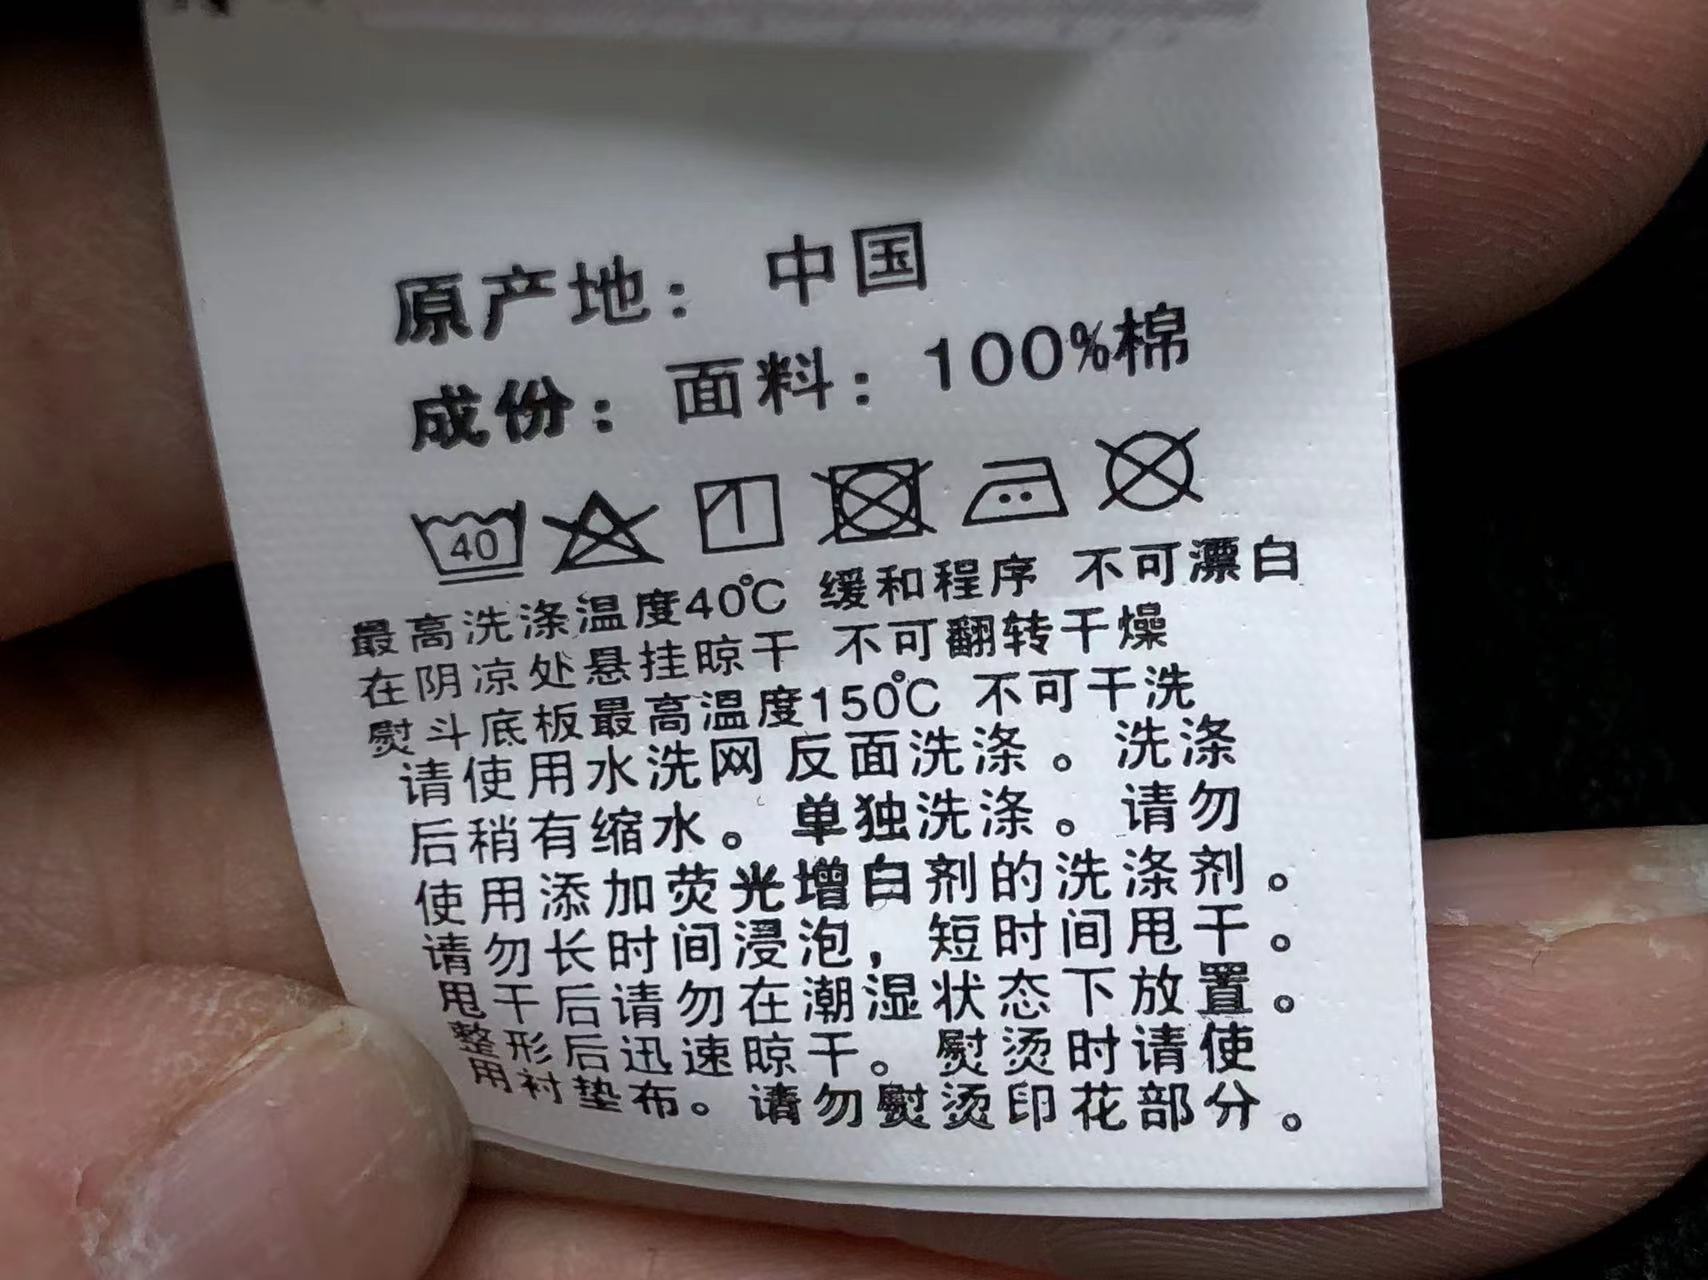 原产地： 中国
成份：面料：100%棉
40
最高洗涤温度40℃ 缓和程序 不可漂白
在阴凉处悬挂晾干 不可翻转干燥
熨斗底板最高温度150℃ 不可干洗
请使用水洗网反面洗涤。洗涤
后稍有缩水。单独洗涤。请勿
使用添加荧光增白剂的洗涤剂。
请勿长时间浸泡，短时间甩干。
甩干后请勿在潮湿状态下放置。
整形后迅速晾干。熨烫时请使
用衬垫布。请勿熨烫印花部分。